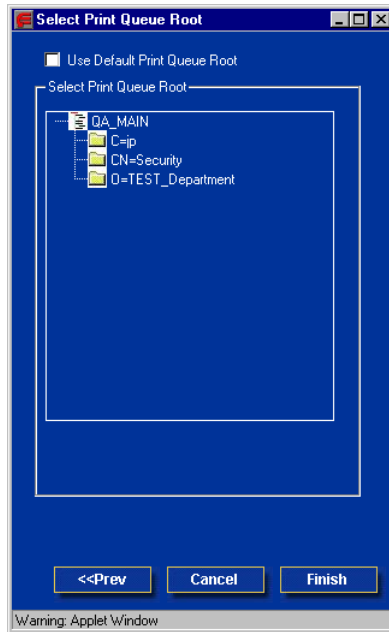 Select Print Queue Root
Use Default Print Queue Root
Select Print Queue Root
QA_MAIN
C=jp
CN=Security
O=TEST_Department
<<Prev
Cancel
Finish
Warning: Applet Window